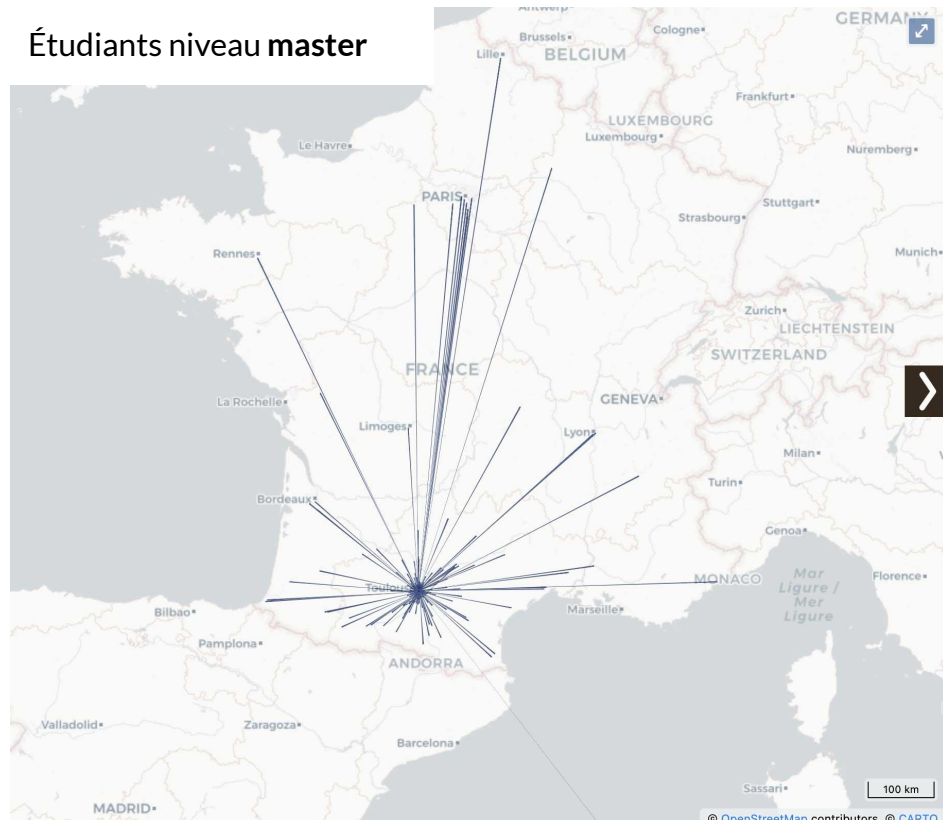 Étudiants niveau master
Antwerp
GERMANY
Brussels
Cologne
Lille
BELGIUM
Frankfurt
LUXEMBOURG
Luxembourg
Le Havre
Nuremberg
PARIS
Stuttgart
Strasbourg
Rennes
Munich
Zürich
LIECHTENSTEIN
SWITZERLAND
FRANCE
GENEVA
La Rochelle
Limoges
Lyon
Milan
Turin
Bordeaux
Genoa
MONACO
Florence
Mar
Ligure /
Mer
Ligure
Marseille
Bilbao
Pamplona
ANDORRA
Valladolid
Zaragoza
Barcelona
Sassari
100 km
MADRID
© OpenStreetMap contributors, © CARTO